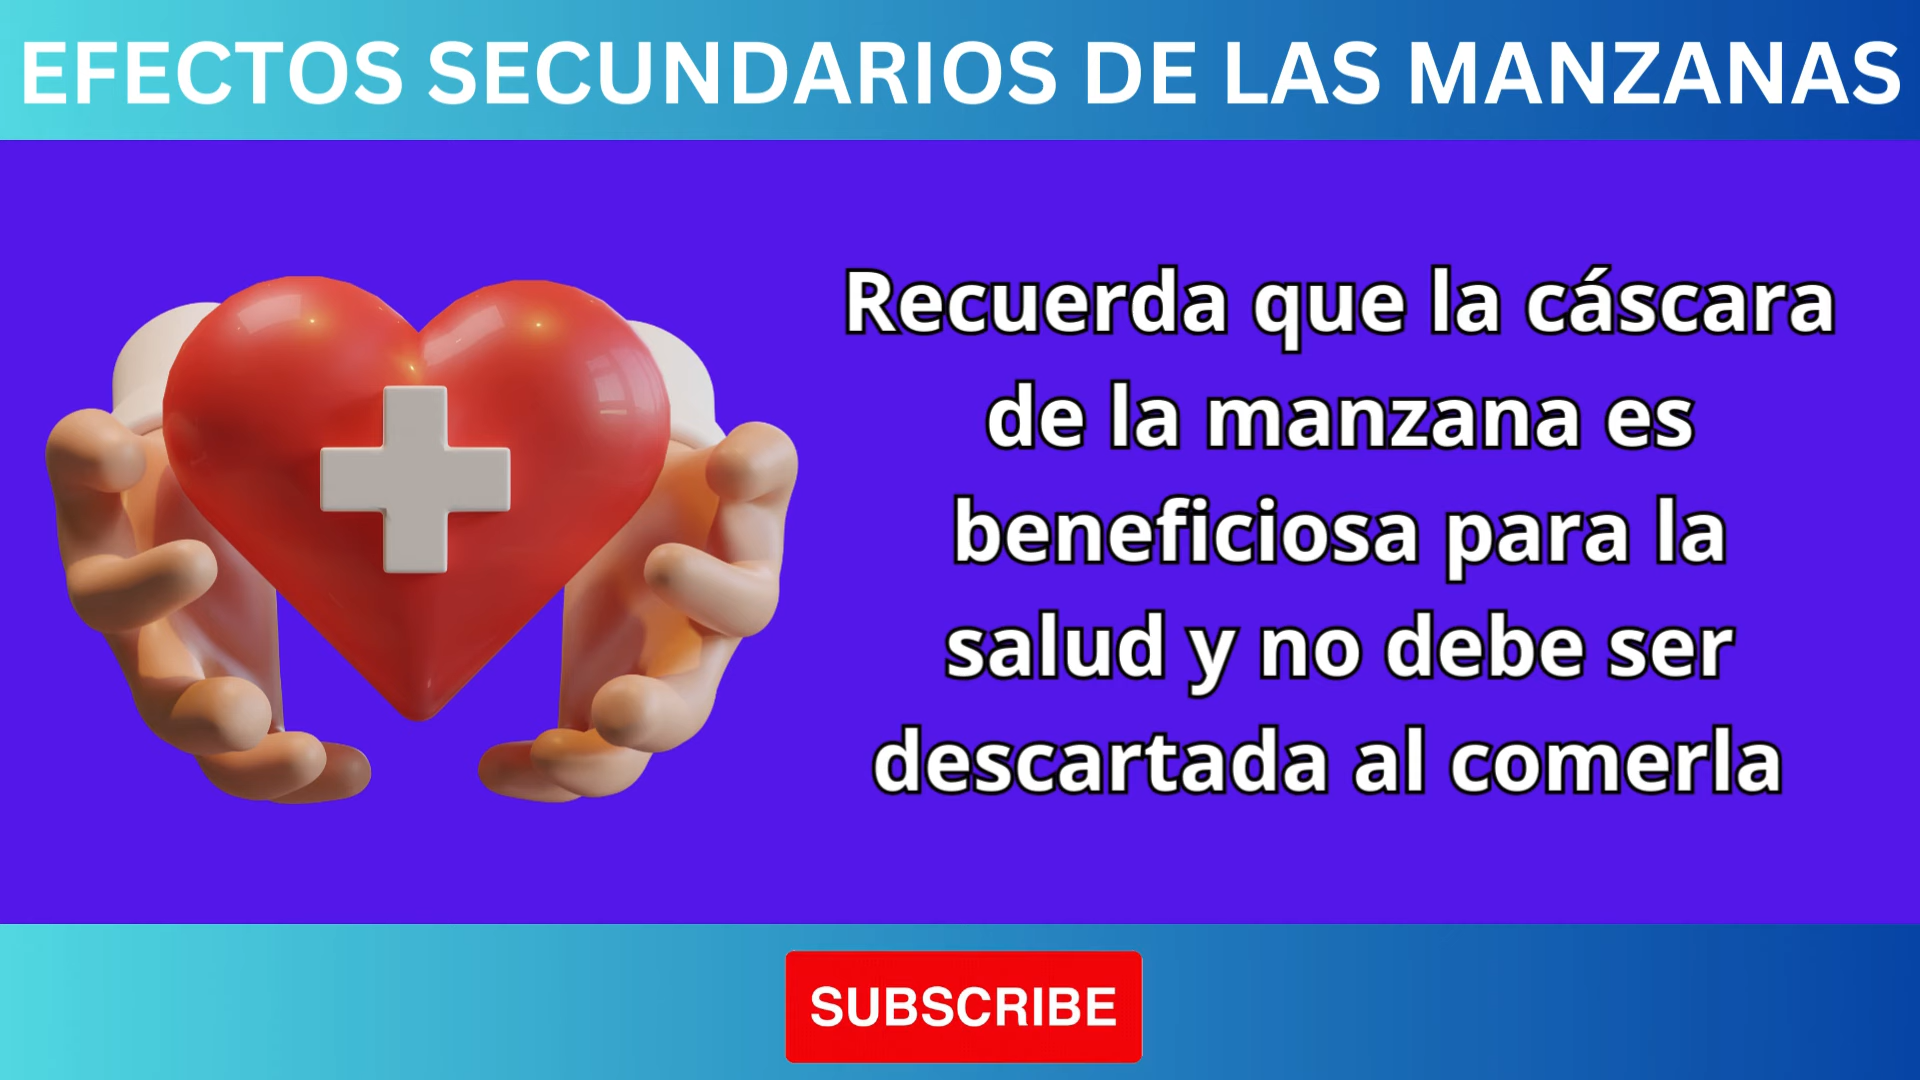 EFECTOS SECUNDARIOS DE LAS MANZANAS
Recuerda que la cáscara
de la manzana es
beneficiosa para la
salud y no debe ser
descartada al comerla
SUBSCRIBE